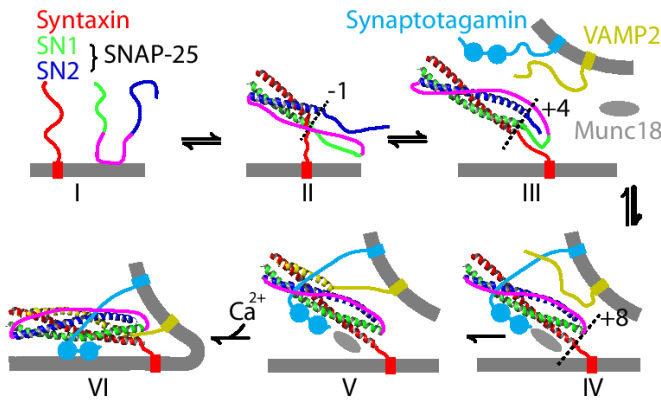 Syntaxin
SN1
SN2
} SNAP-25
Synaptotagamin
VAMP2
Munc18
-1
+4
I
II
III
Ca2+
+8
VI
V
IV